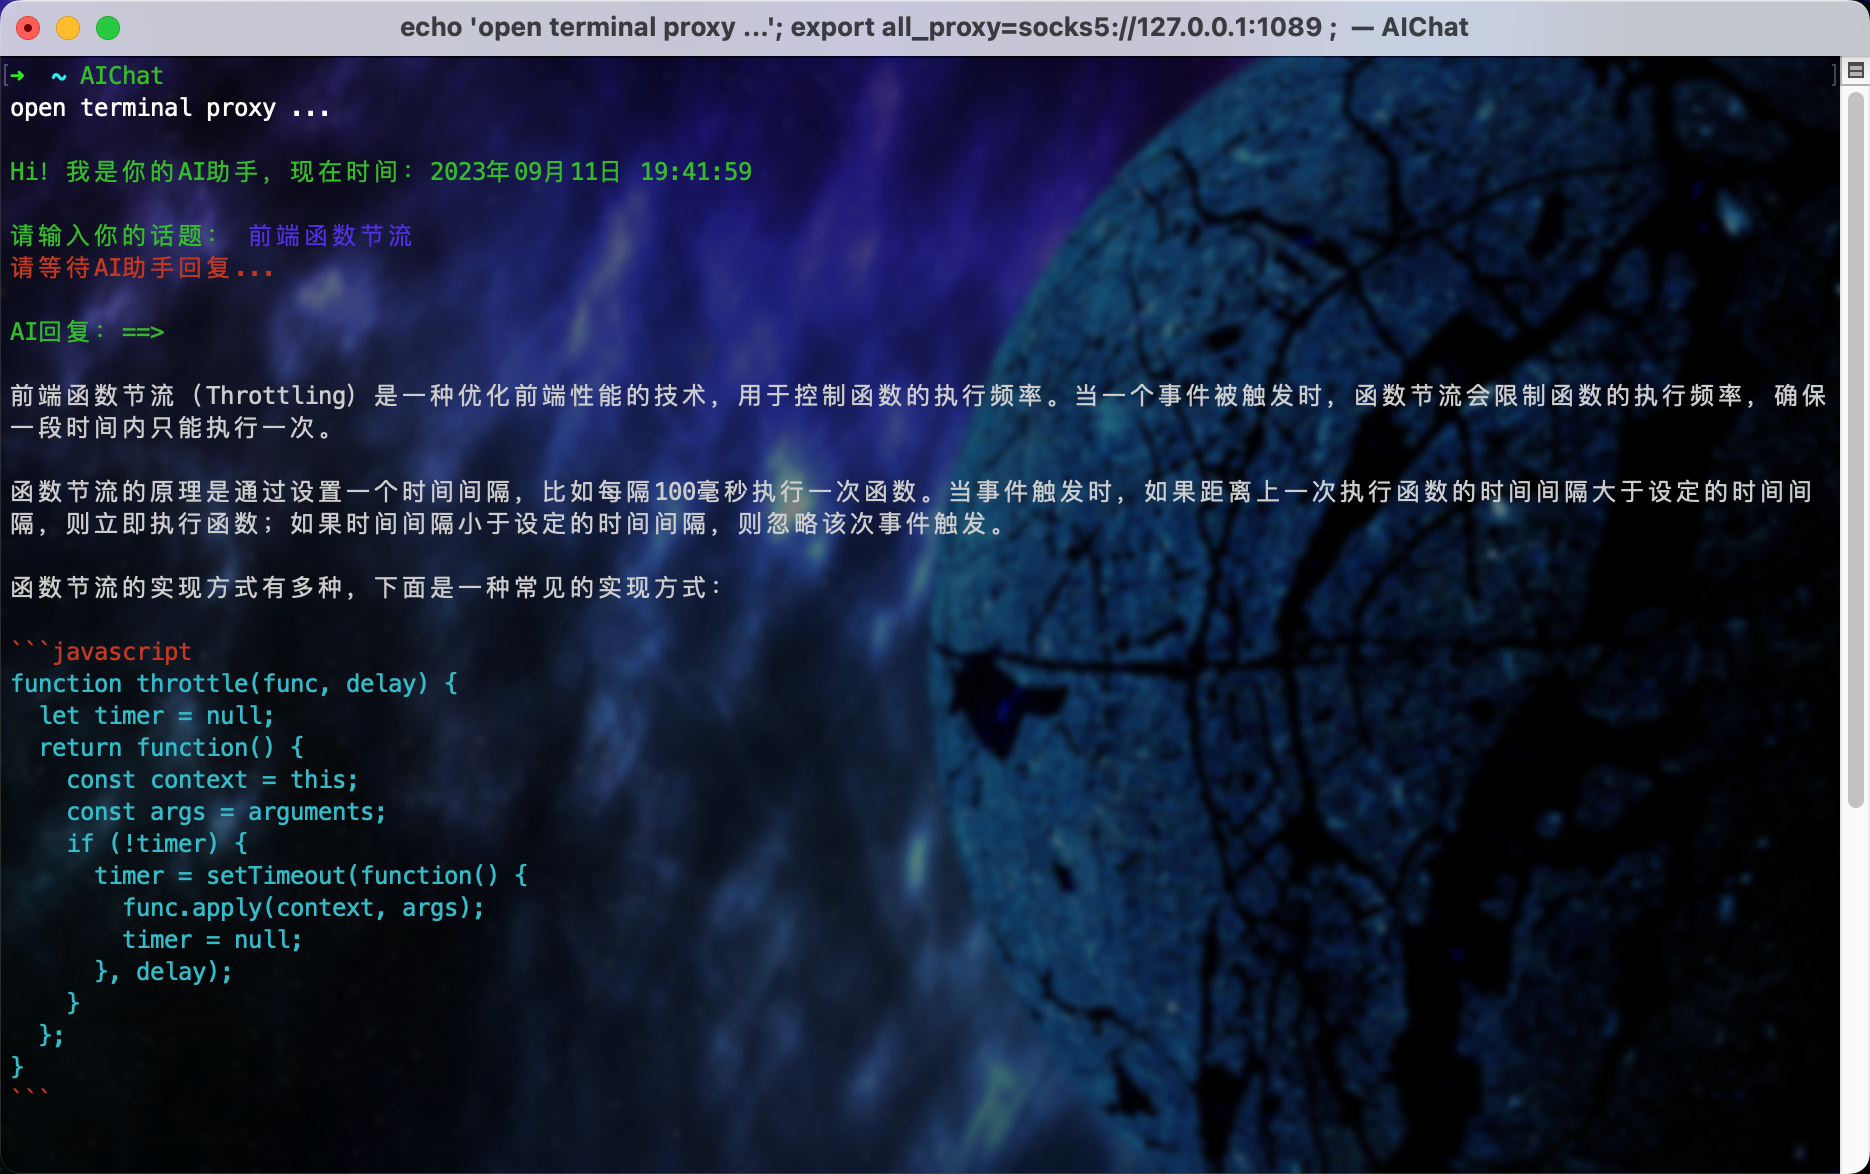 echo 'open terminal proxy ...'; export all_proxy=socks5://127.0.0.1:1089 ; — AIChat
[➜  ~ AIChat ]
open terminal proxy ...
Hi! 我是你的AI助手，现在时间：2023年09月11日 19:41:59
请输入你的话题： 前端函数节流
请等待AI助手回复...
AI回复：==>
前端函数节流（Throttling）是一种优化前端性能的技术，用于控制函数的执行频率。当一个事件被触发时，函数节流会限制函数的执行频率，确保
一段时间内只能执行一次。
函数节流的原理是通过设置一个时间间隔，比如每隔100毫秒执行一次函数。当事件触发时，如果距离上一次执行函数的时间间隔大于设定的时间间
隔，则立即执行函数；如果时间间隔小于设定的时间间隔，则忽略该次事件触发。
函数节流的实现方式有多种，下面是一种常见的实现方式：
```javascript
function throttle(func, delay) {
  let timer = null;
  return function() {
    const context = this;
    const args = arguments;
    if (!timer) {
      timer = setTimeout(function() {
        func.apply(context, args);
        timer = null;
      }, delay);
    }
  };
}
```